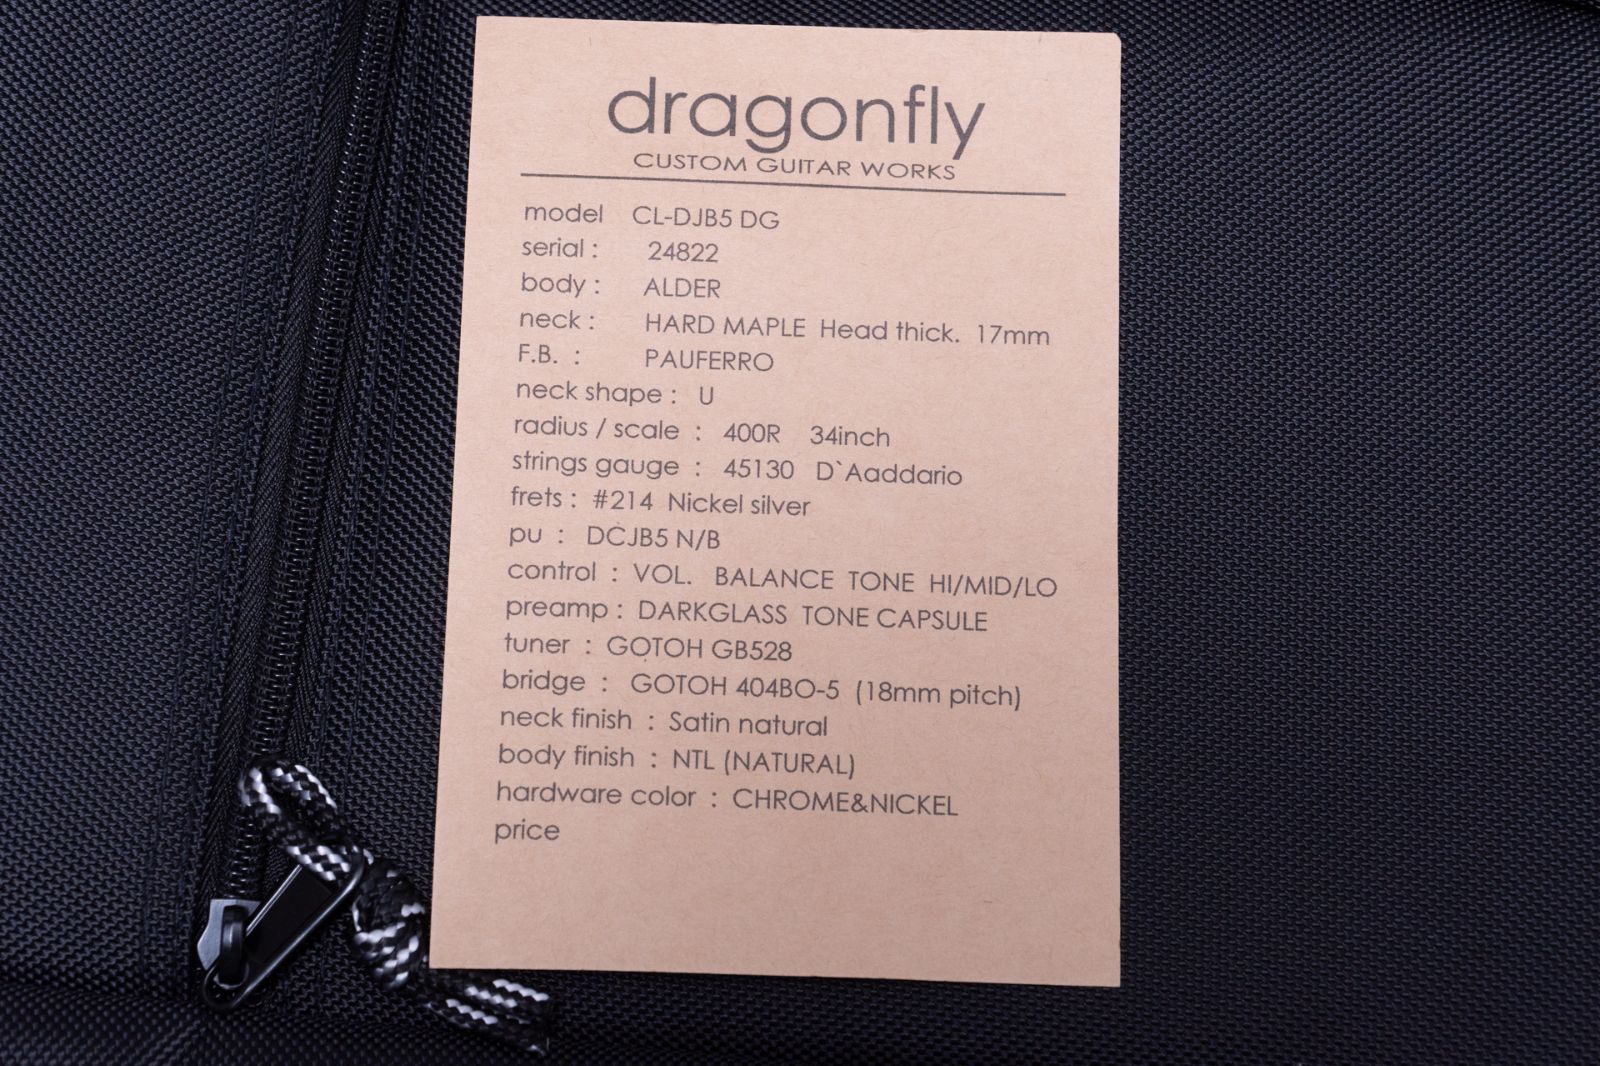 dragonfly
CUSTOM GUITAR WORKS
model CL-DJB5 DG
serial : 24822
body : ALDER
neck : HARD MAPLE Head thick. 17mm
F.B. : PAUFERRO
neck shape : U
radius / scale : 400R 34inch
strings gauge : 45130 D`Aaddario
frets : #214 Nickel silver
pu : DCJB5 N/B
control : VOL. BALANCE TONE HI/MID/LO
preamp : DARKGLASS TONE CAPSULE
tuner : GOTOH GB528
bridge : GOTOH 404BO-5 (18mm pitch)
neck finish : Satin natural
body finish : NTL (NATURAL)
hardware color : CHROME&NICKEL
price